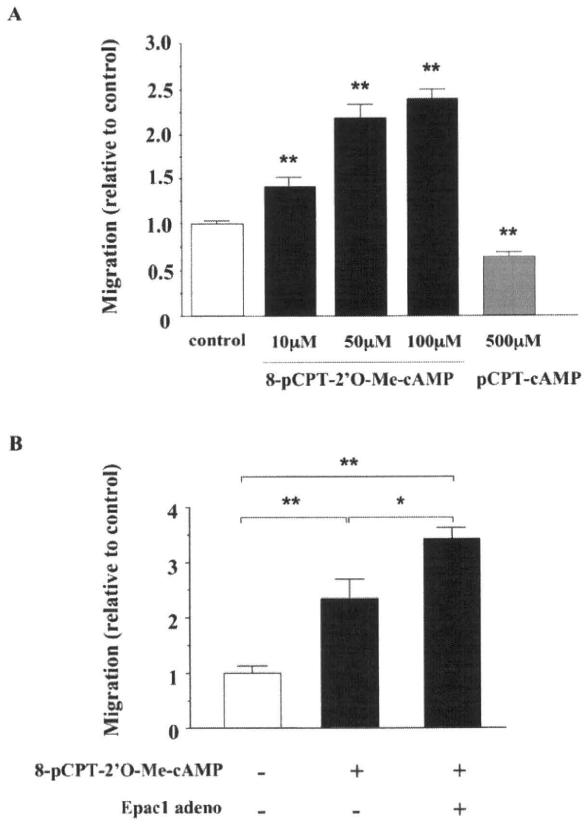 A
Migration (relative to control)
3.0
2.5
2.0
1.5
1.0
0.5
0
** ** ** **
control 10µM 50µM 100µM 500µM
8-pCPT-2'O-Me-cAMP pCPT-cAMP
B
Migration (relative to control)
**
** *
4
3
2
1
0
8-pCPT-2'O-Me-cAMP - + +
Epac1 adeno - - +